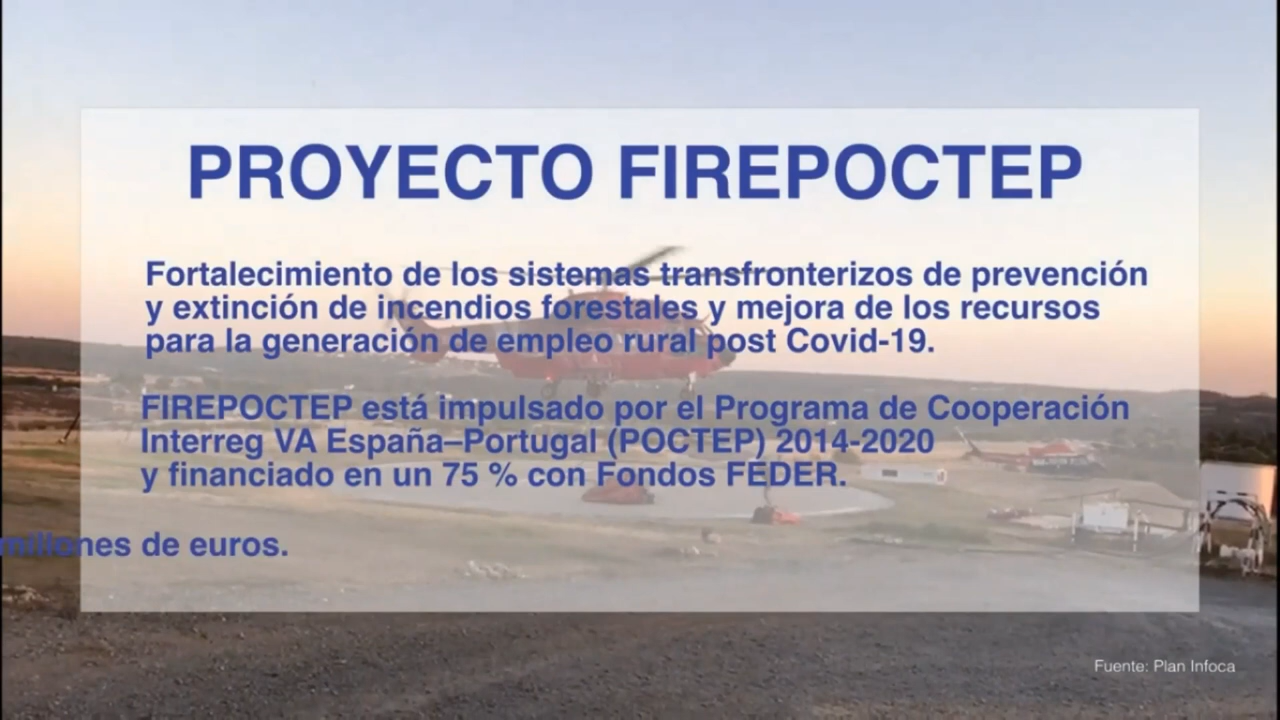 PROYECTO FIREPOCTEP
Fortalecimiento de los sistemas transfronterizos de prevención
y extinción de incendios forestales y mejora de los recursos
para la generación de empleo rural post Covid-19.
FIREPOCTEP está impulsado por el Programa de Cooperación
Interreg VA España–Portugal (POCTEP) 2014-2020
y financiado en un 75 % con Fondos FEDER.
millones de euros.
Fuente: Plan Infoca